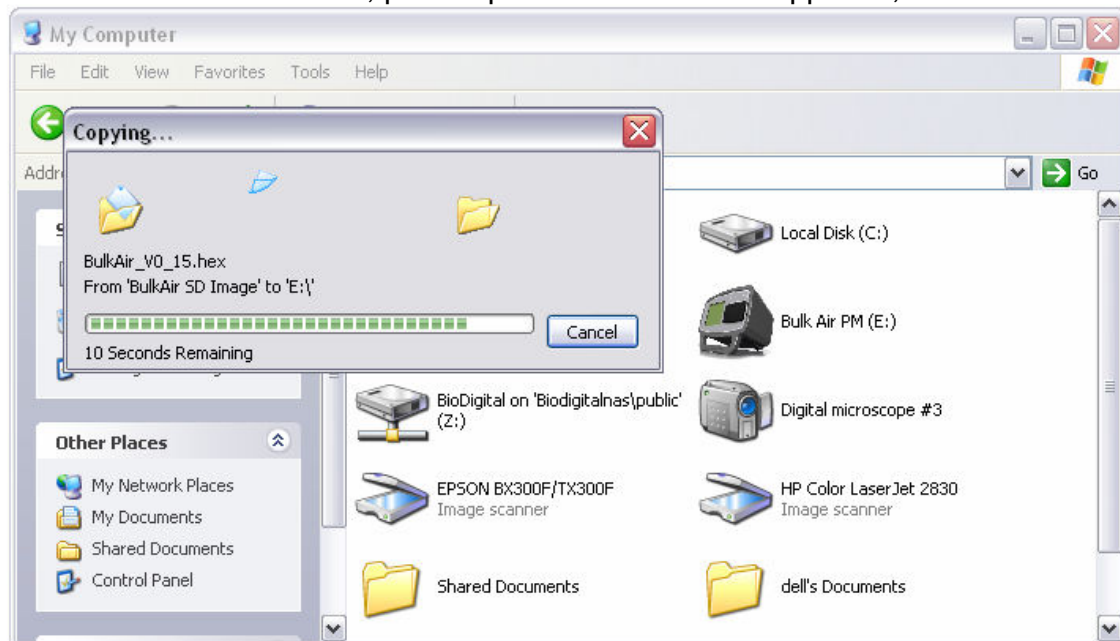 My Computer
File Edit View Favorites Tools Help
Copying...
Go
BulkAir_V0_15.hex
From 'BulkAir SD Image' to 'E:\'
Cancel
10 Seconds Remaining
Local Disk (C:)
Bulk Air PM (E:)
BioDigital on 'Biodigitalnas\public'
(Z:)
Digital microscope #3
EPSON BX300F/TX300F
Image scanner
HP Color LaserJet 2830
Image scanner
Shared Documents
dell's Documents
Other Places
My Network Places
My Documents
Shared Documents
Control Panel